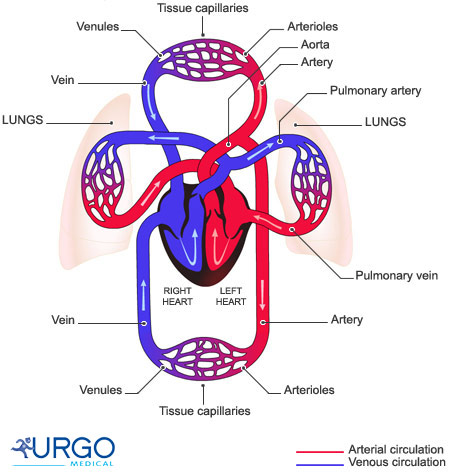 Tissue capillaries
Venules
Arterioles
Aorta
Vein
Artery
Pulmonary artery
LUNGS
LUNGS
Pulmonary vein
RIGHT
HEART
LEFT
HEART
Vein
Artery
Venules
Arterioles
Tissue capillaries
URGO
MEDICAL
Arterial circulation
Venous circulation